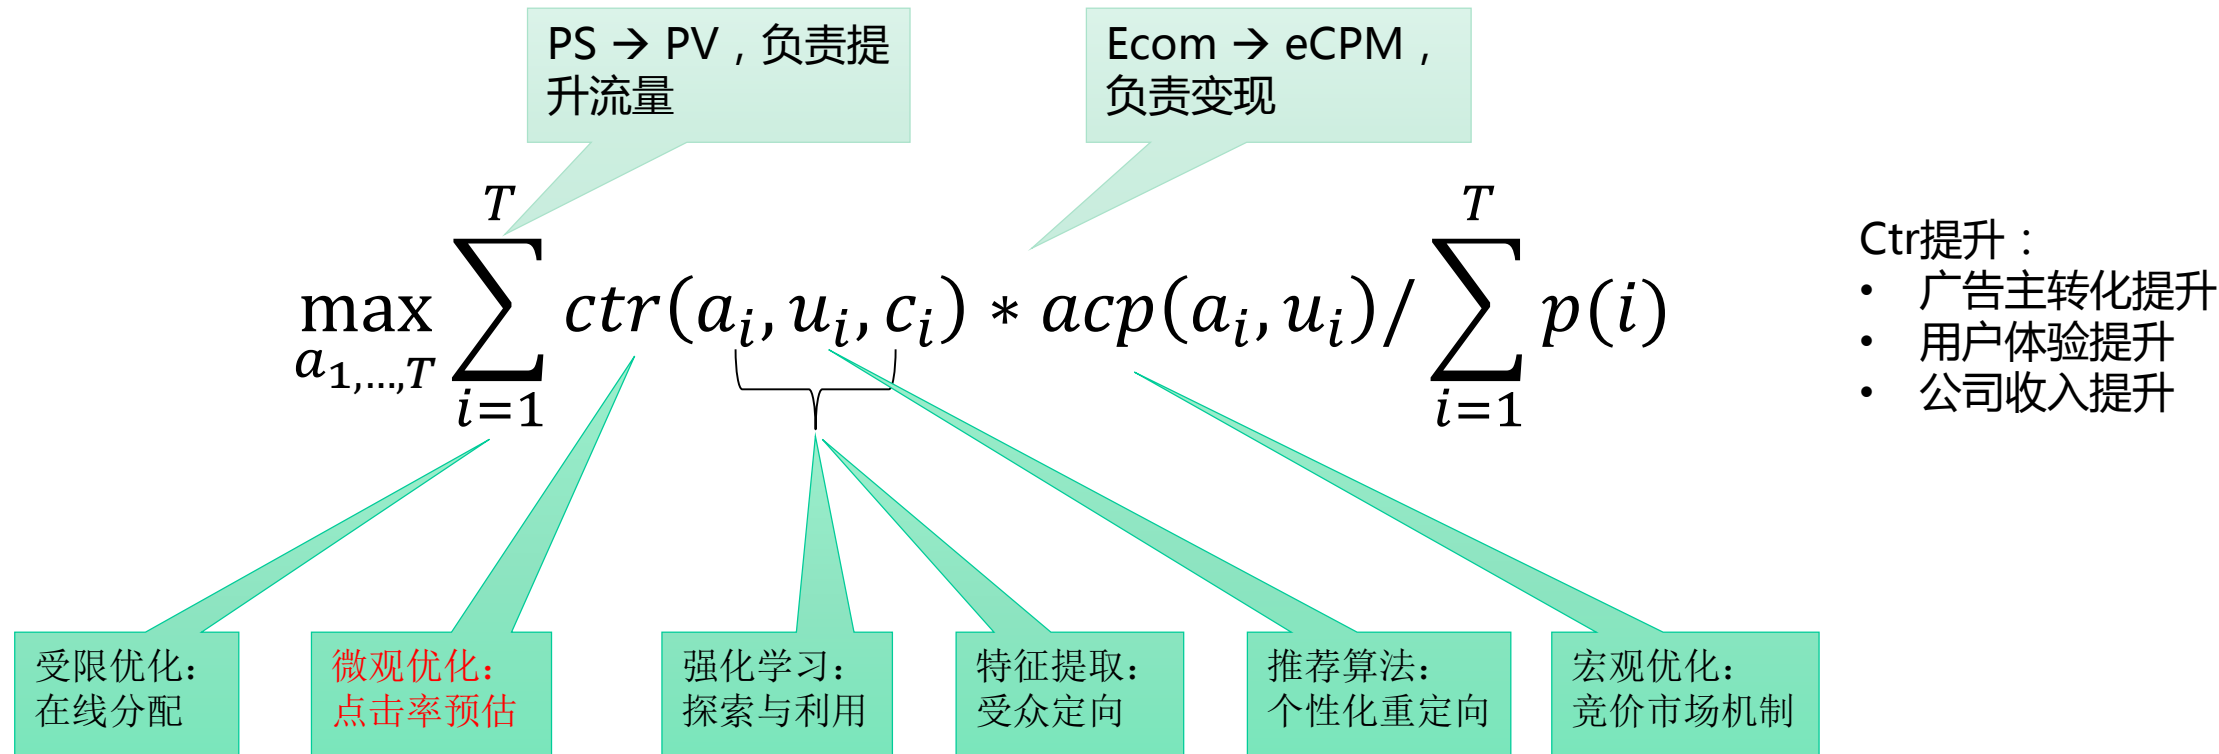 PS → PV，负责提
升流量
Ecom → eCPM，
负责变现
$\max_{a_{1,\ldots,T}} \sum_{i=1}^{T} ctr(a_i, u_i, c_i) * acp(a_i, u_i) / \sum_{i=1}^{T} p(i)$
Ctr提升：
• 广告主转化提升
• 用户体验提升
• 公司收入提升
受限优化：
在线分配
微观优化：
点击率预估
强化学习：
探索与利用
特征提取：
受众定向
推荐算法：
个性化重定向
宏观优化：
竞价市场机制